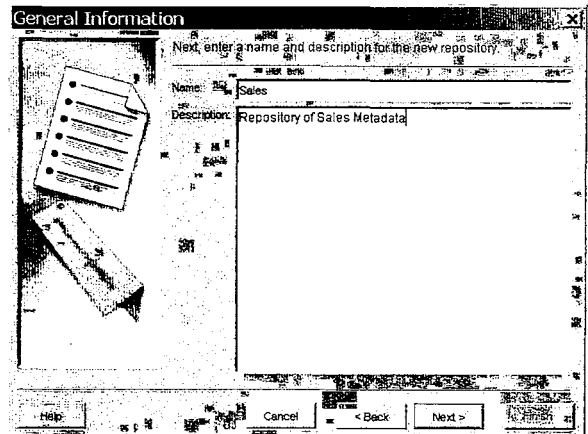 General Information
Next, enter a name and description for the new repository.
Name: Sales
Description: Repository of Sales Metadata
Help Cancel < Back Next >